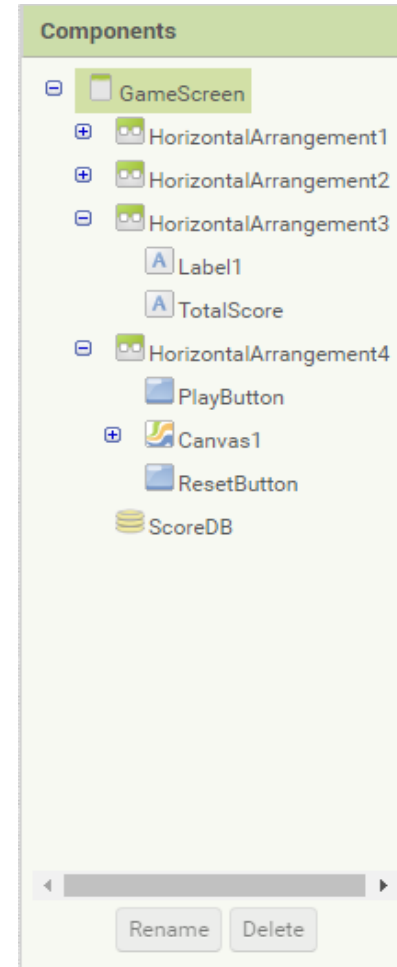 Components
GameScreen
HorizontalArrangement1
HorizontalArrangement2
HorizontalArrangement3
A Label1
A TotalScore
HorizontalArrangement4
PlayButton
Canvas1
ResetButton
ScoreDB
Rename Delete